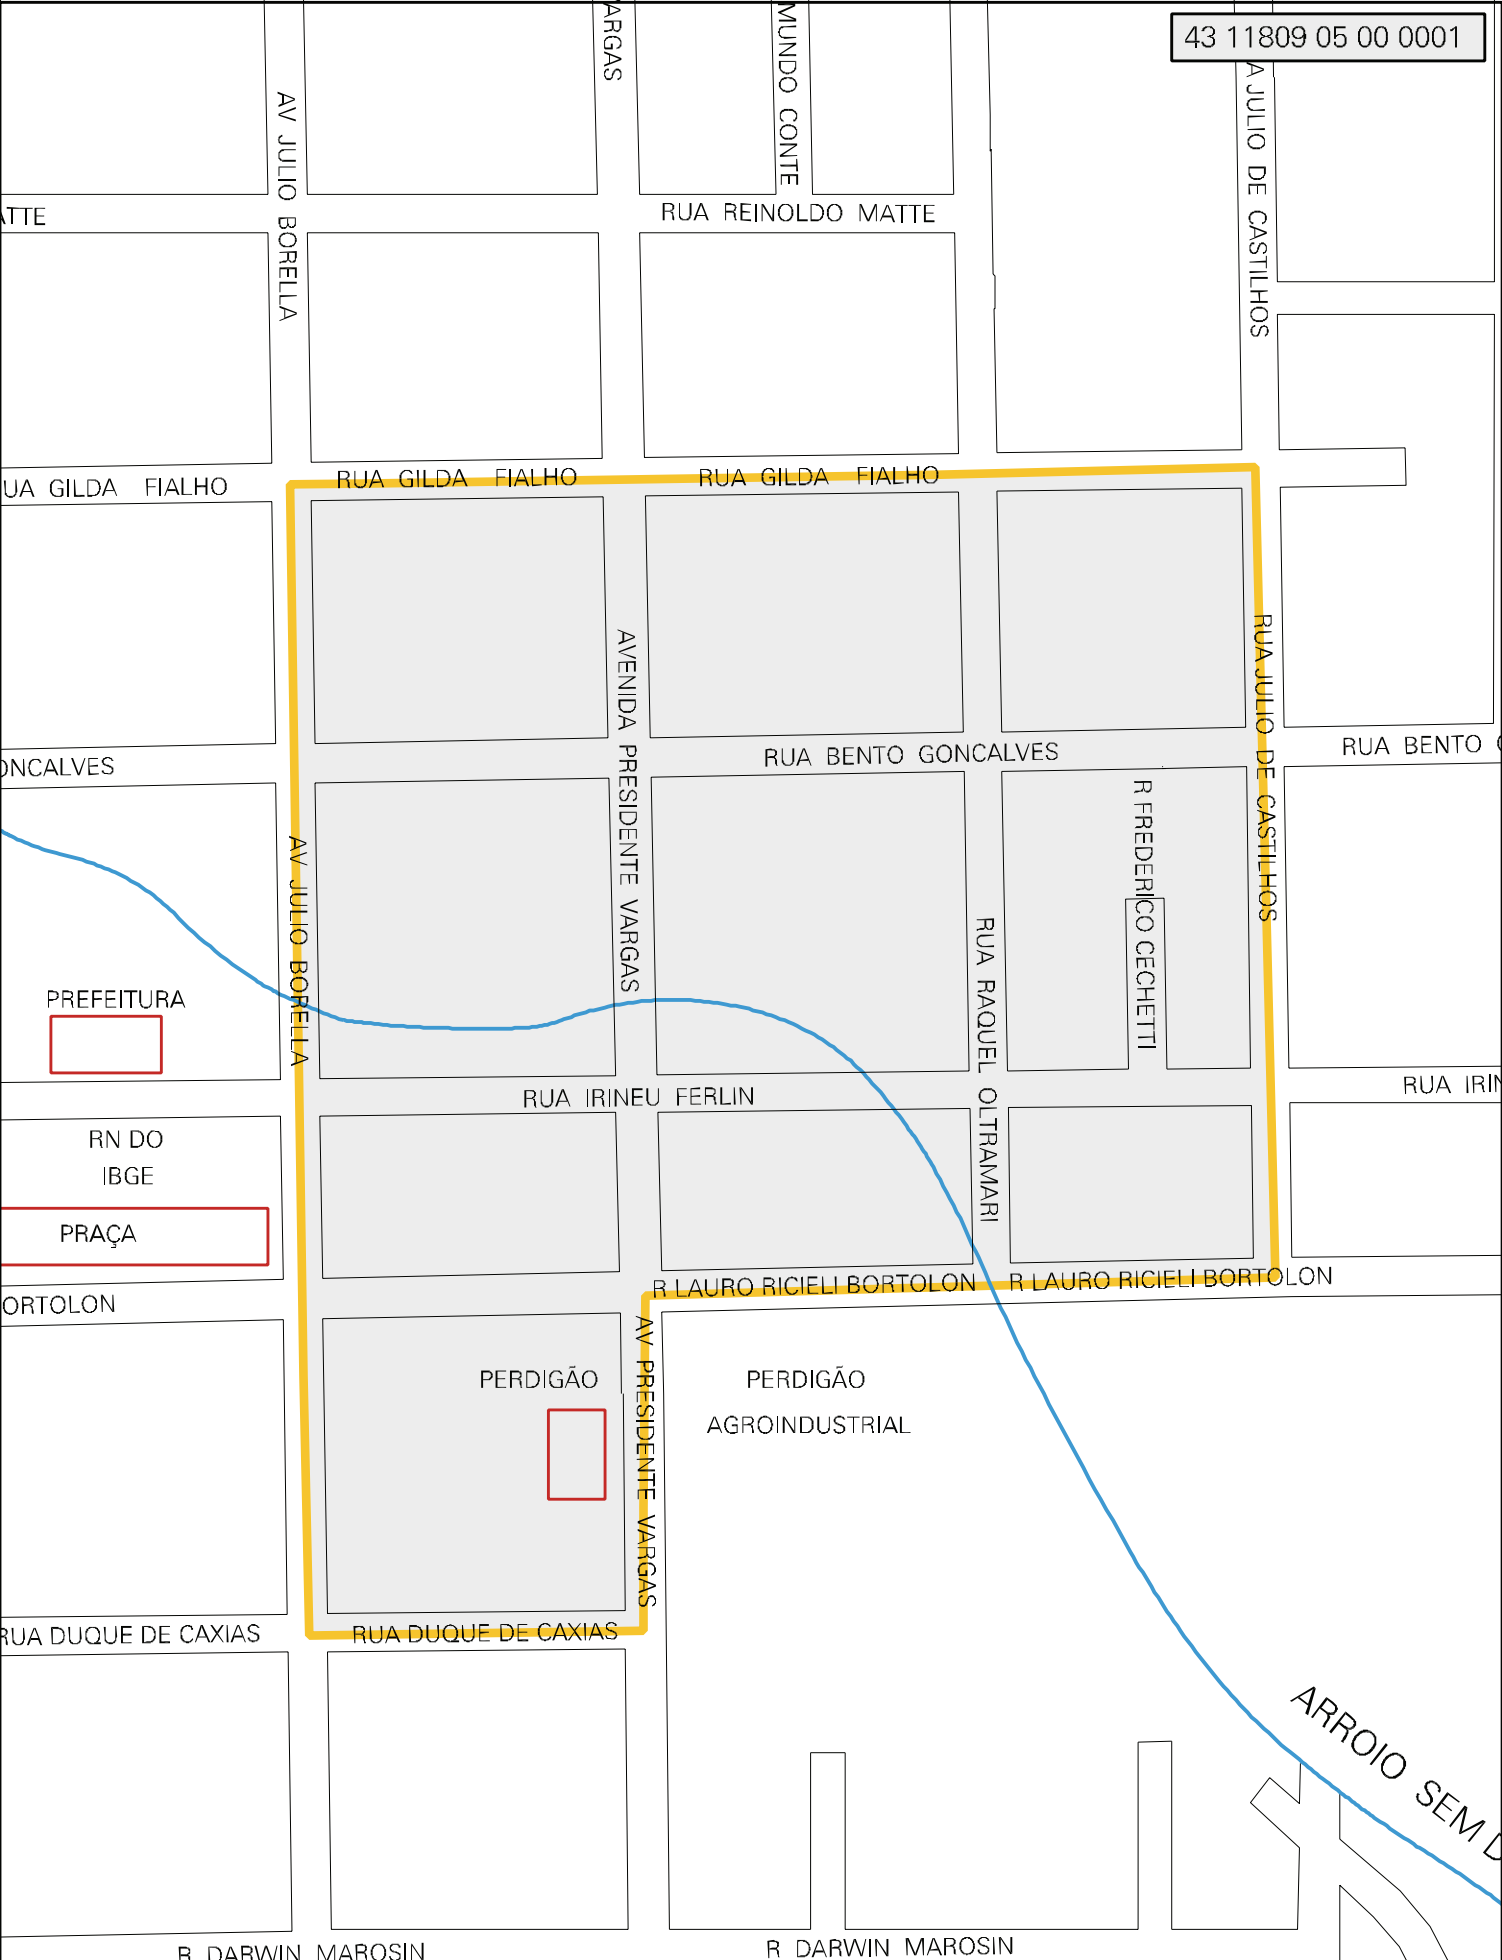 43 11809 05 00 0001
ARGAS
MUNDO CONTE
A JULIO DE CASTILHOS
AV JULIO BORELLA
ATTE
RUA REINOLDO MATTE
UA GILDA FIALHO
RUA GILDA FIALHO
RUA GILDA FIALHO
AVENIDA PRESIDENTE VARGAS
RUA JULIO DE CASTILHOS
ONCALVES
RUA BENTO GONCALVES
RUA BENTO
R FREDERICO CECHETTI
AV JULIO BORELLA
RUA RAQUEL OLTRAMARI
PREFEITURA
RUA IRINEU FERLIN
RUA IRIN
RN DO
IBGE
PRAÇA
ORTOLON
R LAURO RICIELI BORTOLON
R LAURO RICIELI BORTOLON
AV PRESIDENTE VARGAS
PERDIGÃO
PERDIGÃO
AGROINDUSTRIAL
RUA DUQUE DE CAXIAS
RUA DUQUE DE CAXIAS
ARROIO SEM D
R DARWIN MAROSIN
R DARWIN MAROSIN